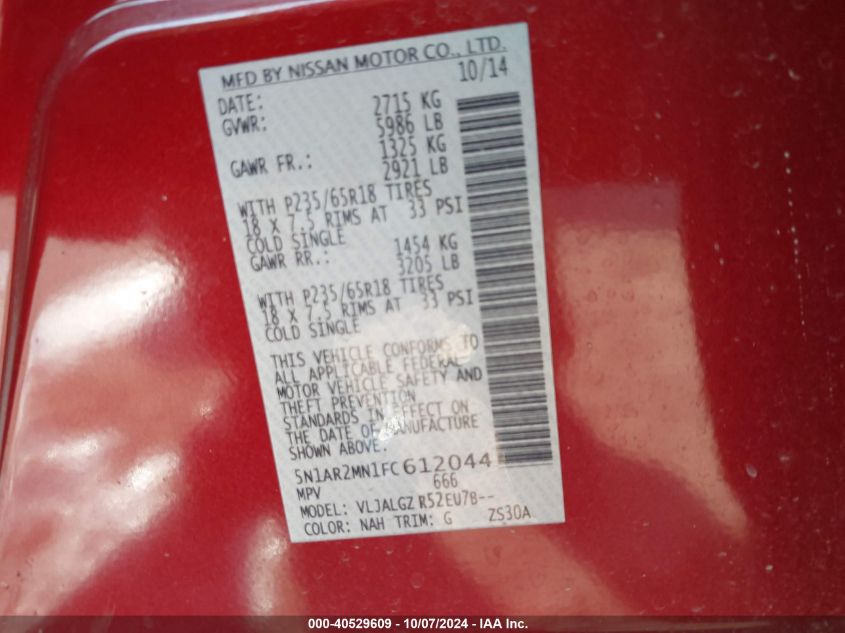 MFD BY NISSAN MOTOR CO., LTD.
DATE: 10/14
GVWR: 2715 KG
5986 LB
GAWR FR.: 1325 KG
2921 LB
WITH P235/65R18 TIRES
18 X 7.5 RIMS AT 33 PSI
COLD SINGLE
GAWR RR.: 1454 KG
3205 LB
WITH P235/65R18 TIRES
18 X 7.5 RIMS AT 33 PSI
COLD SINGLE
THIS VEHICLE CONFORMS TO
ALL APPLICABLE FEDERAL
MOTOR VEHICLE SAFETY AND
THEFT PREVENTION
STANDARDS IN EFFECT ON
THE DATE OF MANUFACTURE
SHOWN ABOVE.
5N1AR2MN1FC612044
MPV 666
MODEL: VLJALGZ R52EU7B--
COLOR: NAH TRIM: G ZS30A
000-40529609 - 10/07/2024 - IAA Inc.